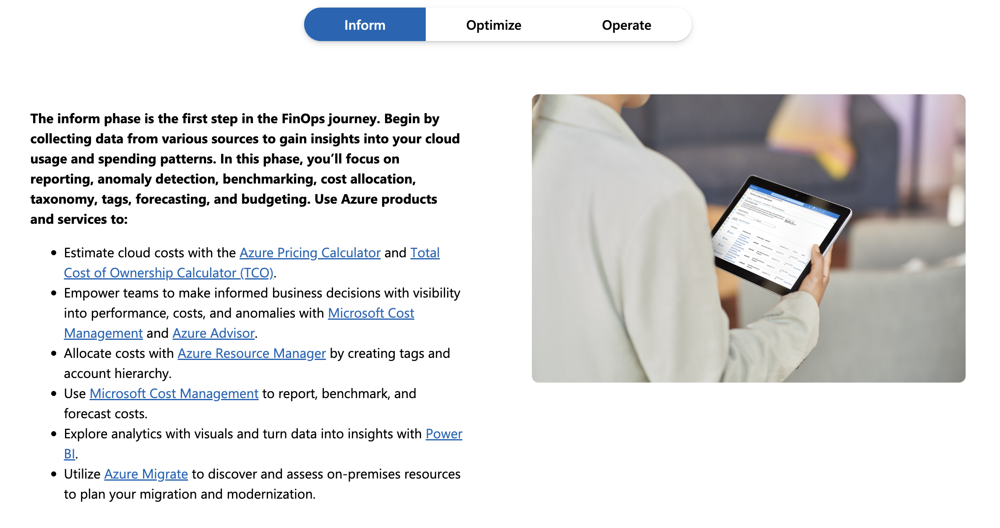 Inform
Optimize
Operate
The inform phase is the first step in the FinOps journey. Begin by
collecting data from various sources to gain insights into your cloud
usage and spending patterns. In this phase, you’ll focus on
reporting, anomaly detection, benchmarking, cost allocation,
taxonomy, tags, forecasting, and budgeting. Use Azure products
and services to:
• Estimate cloud costs with the Azure Pricing Calculator and Total
Cost of Ownership Calculator (TCO).
• Empower teams to make informed business decisions with visibility
into performance, costs, and anomalies with Microsoft Cost
Management and Azure Advisor.
• Allocate costs with Azure Resource Manager by creating tags and
account hierarchy.
• Use Microsoft Cost Management to report, benchmark, and
forecast costs.
• Explore analytics with visuals and turn data into insights with Power
BI.
• Utilize Azure Migrate to discover and assess on-premises resources
to plan your migration and modernization.